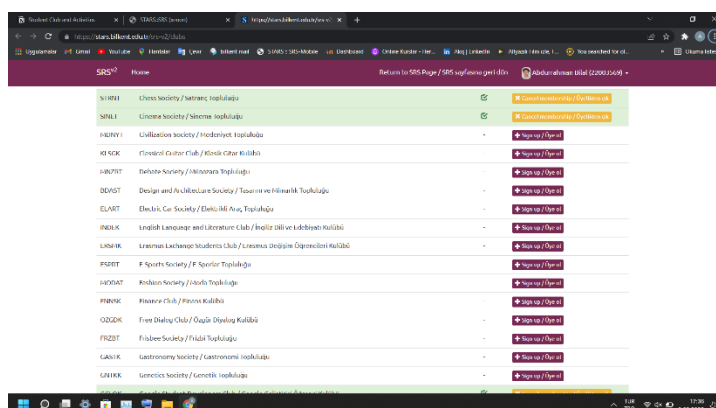 Student Clubs and Activities
STARS::SRS (anons)
https://stars.bilkent.edu.tr/srs-v2
https://stars.bilkent.edu.tr/srs-v2/clubs
Uygulamalar Gmail YouTube Haritalar Çeviri bilkent mail STARS::SRS-Mobile Dashboard Online Kurslar - Her... Akış | LinkedIn Altyazılı Film izle, ... You searched for ol... Okuma listesi
SRS v2 Home Return to SRS Page / SRS sayfasına geri dön Abdurrahman Bilal (22003569)
STRNT Chess Society / Satranç Topluluğu Cancel membership / Üyelikten çık
SINET Cinema Society / Sinema Topluluğu Cancel membership / Üyelikten çık
MDNYT Civilization Society / Medeniyet Topluluğu - Sign up / Üye ol
KLSGK Classical Guitar Club / Klasik Gitar Kulübü - Sign up / Üye ol
MNZRT Debate Society / Münazara Topluluğu - Sign up / Üye ol
BDAST Design and Architecture Society / Tasarım ve Mimarlık Topluluğu - Sign up / Üye ol
ELART Electric Car Society / Elektrikli Araç Topluluğu - Sign up / Üye ol
INDEK English Language and Literature Club / İngiliz Dili ve Edebiyatı Kulübü - Sign up / Üye ol
ERSMK Erasmus Exchange Students Club / Erasmus Değişim Öğrencileri Kulübü - Sign up / Üye ol
ESPRT E-Sports Society / E-Sporlar Topluluğu - Sign up / Üye ol
MODAT Fashion Society / Moda Topluluğu - Sign up / Üye ol
FNNSK Finance Club / Finans Kulübü - Sign up / Üye ol
OZGDK Free Dialog Club / Özgür Diyalog Kulübü - Sign up / Üye ol
FRZBT Frisbee Society / Frizbi Topluluğu - Sign up / Üye ol
GASTK Gastronomy Society / Gastronomi Topluluğu - Sign up / Üye ol
GNTKK Genetics Society / Genetik Topluluğu - Sign up / Üye ol
TUR
17:36